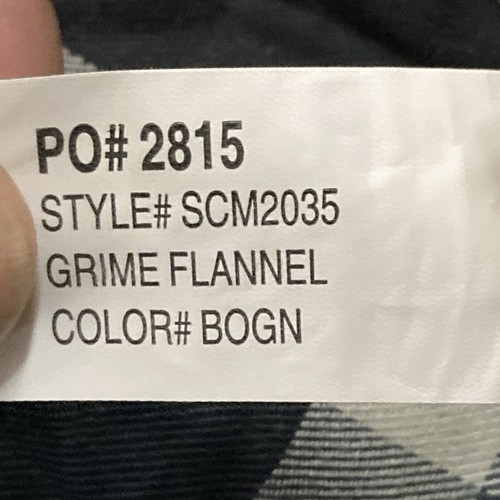 PO# 2815
STYLE# SCM2035
GRIME FLANNEL
COLOR# BOGN